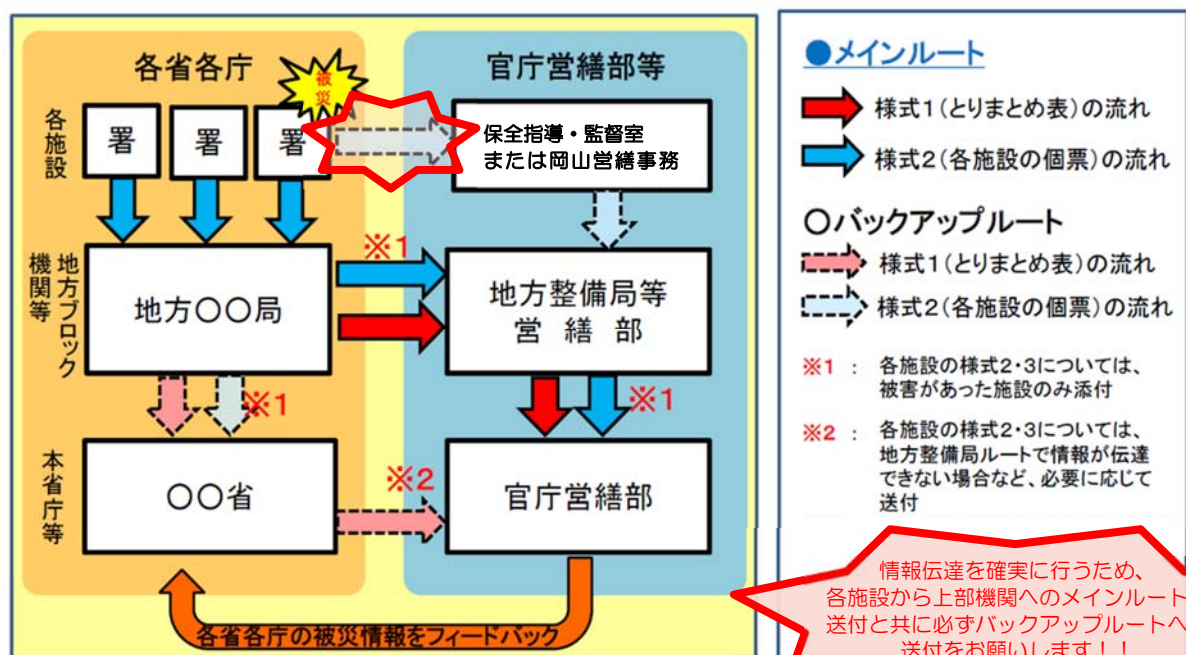 各省各庁
官庁営繕部等
被災
各施設
署
署
署
保全指導・監督室
または岡山営繕事務
地方ブロック
機関等
地方〇〇局
※1
地方整備局等
営繕部
※1
※1
本省庁等
〇〇省
※2
官庁営繕部
各省各庁の被災情報をフィードバック
●メインルート
様式1(とりまとめ表)の流れ
様式2(各施設の個票)の流れ
〇バックアップルート
様式1(とりまとめ表)の流れ
様式2(各施設の個票)の流れ
※1 : 各施設の様式2・3については、
被害があった施設のみ添付
※2 : 各施設の様式2・3については、
地方整備局ルートで情報が伝達
できない場合など、必要に応じて
送付
情報伝達を確実に行うため、
各施設から上部機関へのメインルート
送付と共に必ずバックアップルートへ
送付をお願いします！！